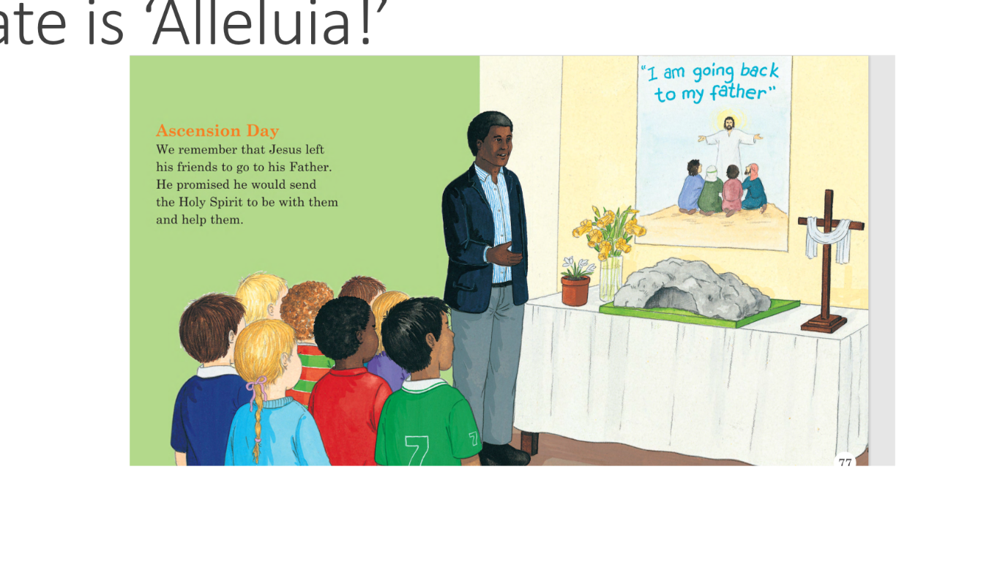 ate is ‘Alleluia!’
"I am going back
to my father"
Ascension Day
We remember that Jesus left
his friends to go to his Father.
He promised he would send
the Holy Spirit to be with them
and help them.
7
7
77